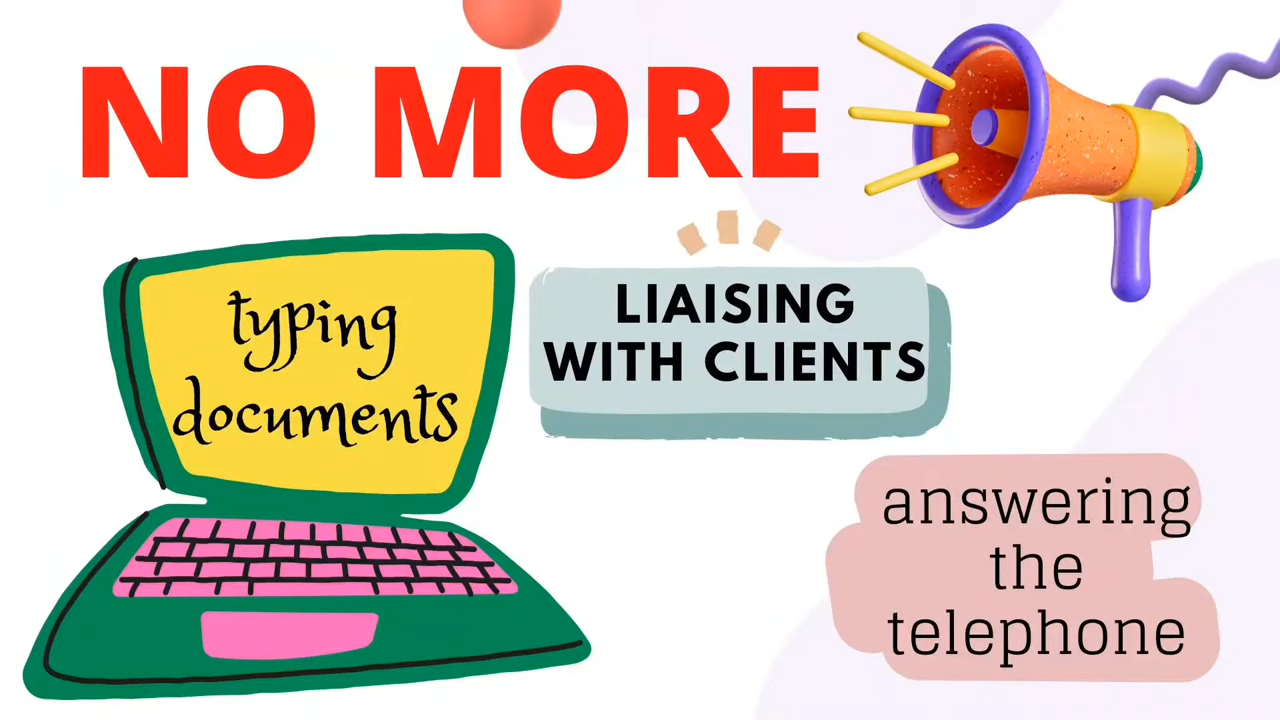 NO MORE
typing
documents
LIAISING
WITH CLIENTS
answering
the
telephone